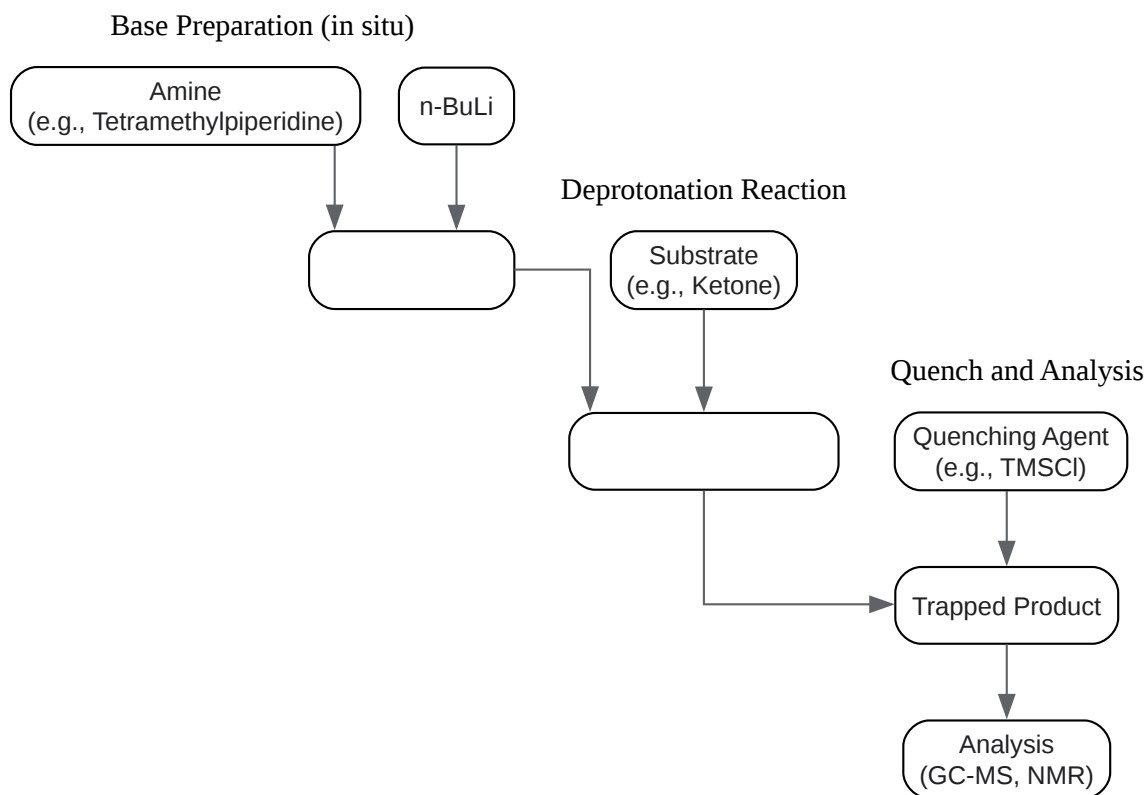 Base Preparation (in situ)
Amine
(e.g., Tetramethylpiperidine)
n-BuLi
Deprotonation Reaction
Substrate
(e.g., Ketone)
Quench and Analysis
Quenching Agent
(e.g., TMSCl)
Trapped Product
Analysis
(GC-MS, NMR)